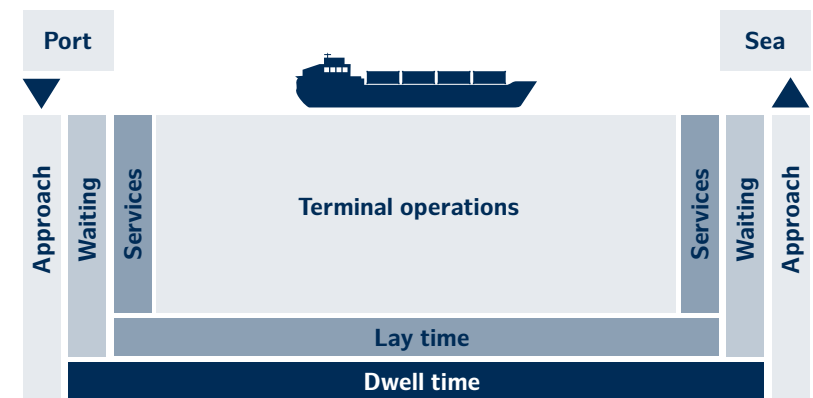 Port
Sea
Approach
Waiting
Services
Terminal operations
Services
Waiting
Approach
Lay time
Dwell time